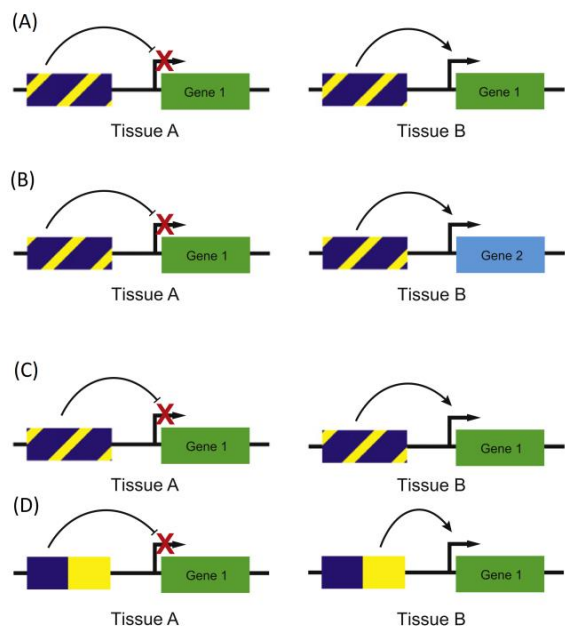 (A)
Gene 1 Gene 1
Tissue A Tissue B
(B)
Gene 1 Gene 2
Tissue A Tissue B
(C)
Gene 1 Gene 1
Tissue A Tissue B
(D)
Gene 1 Gene 1
Tissue A Tissue B